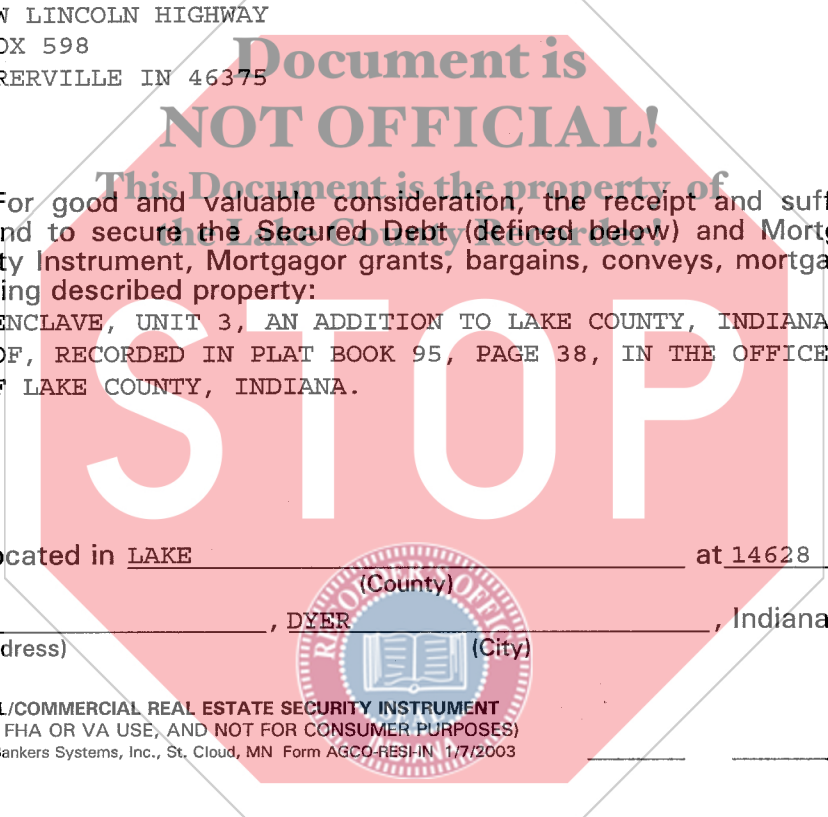 LINCOLN HIGHWAY
OX 598
RERVILLE IN 46375
Document is
NOT OFFICIAL!
This Document is the property of
the Lake County Recorder!
For good and valuable consideration, the receipt and suff
nd to secure the Secured Debt (defined below) and Mort
ty Instrument, Mortgagor grants, bargains, conveys, mortga
ing described property:
ENCLAVE, UNIT 3, AN ADDITION TO LAKE COUNTY, INDIANA
OF, RECORDED IN PLAT BOOK 95, PAGE 38, IN THE OFFICE
F LAKE COUNTY, INDIANA.
STOP
ocated in LAKE at 14628
(County)
, DYER , Indiana
dress) (City)
RECORDER'S OFFICE
SEAL
INDIANA
L/COMMERCIAL REAL ESTATE SECURITY INSTRUMENT
FHA OR VA USE, AND NOT FOR CONSUMER PURPOSES)
Bankers Systems, Inc., St. Cloud, MN Form AGCO-RESI-IN 1/7/2003